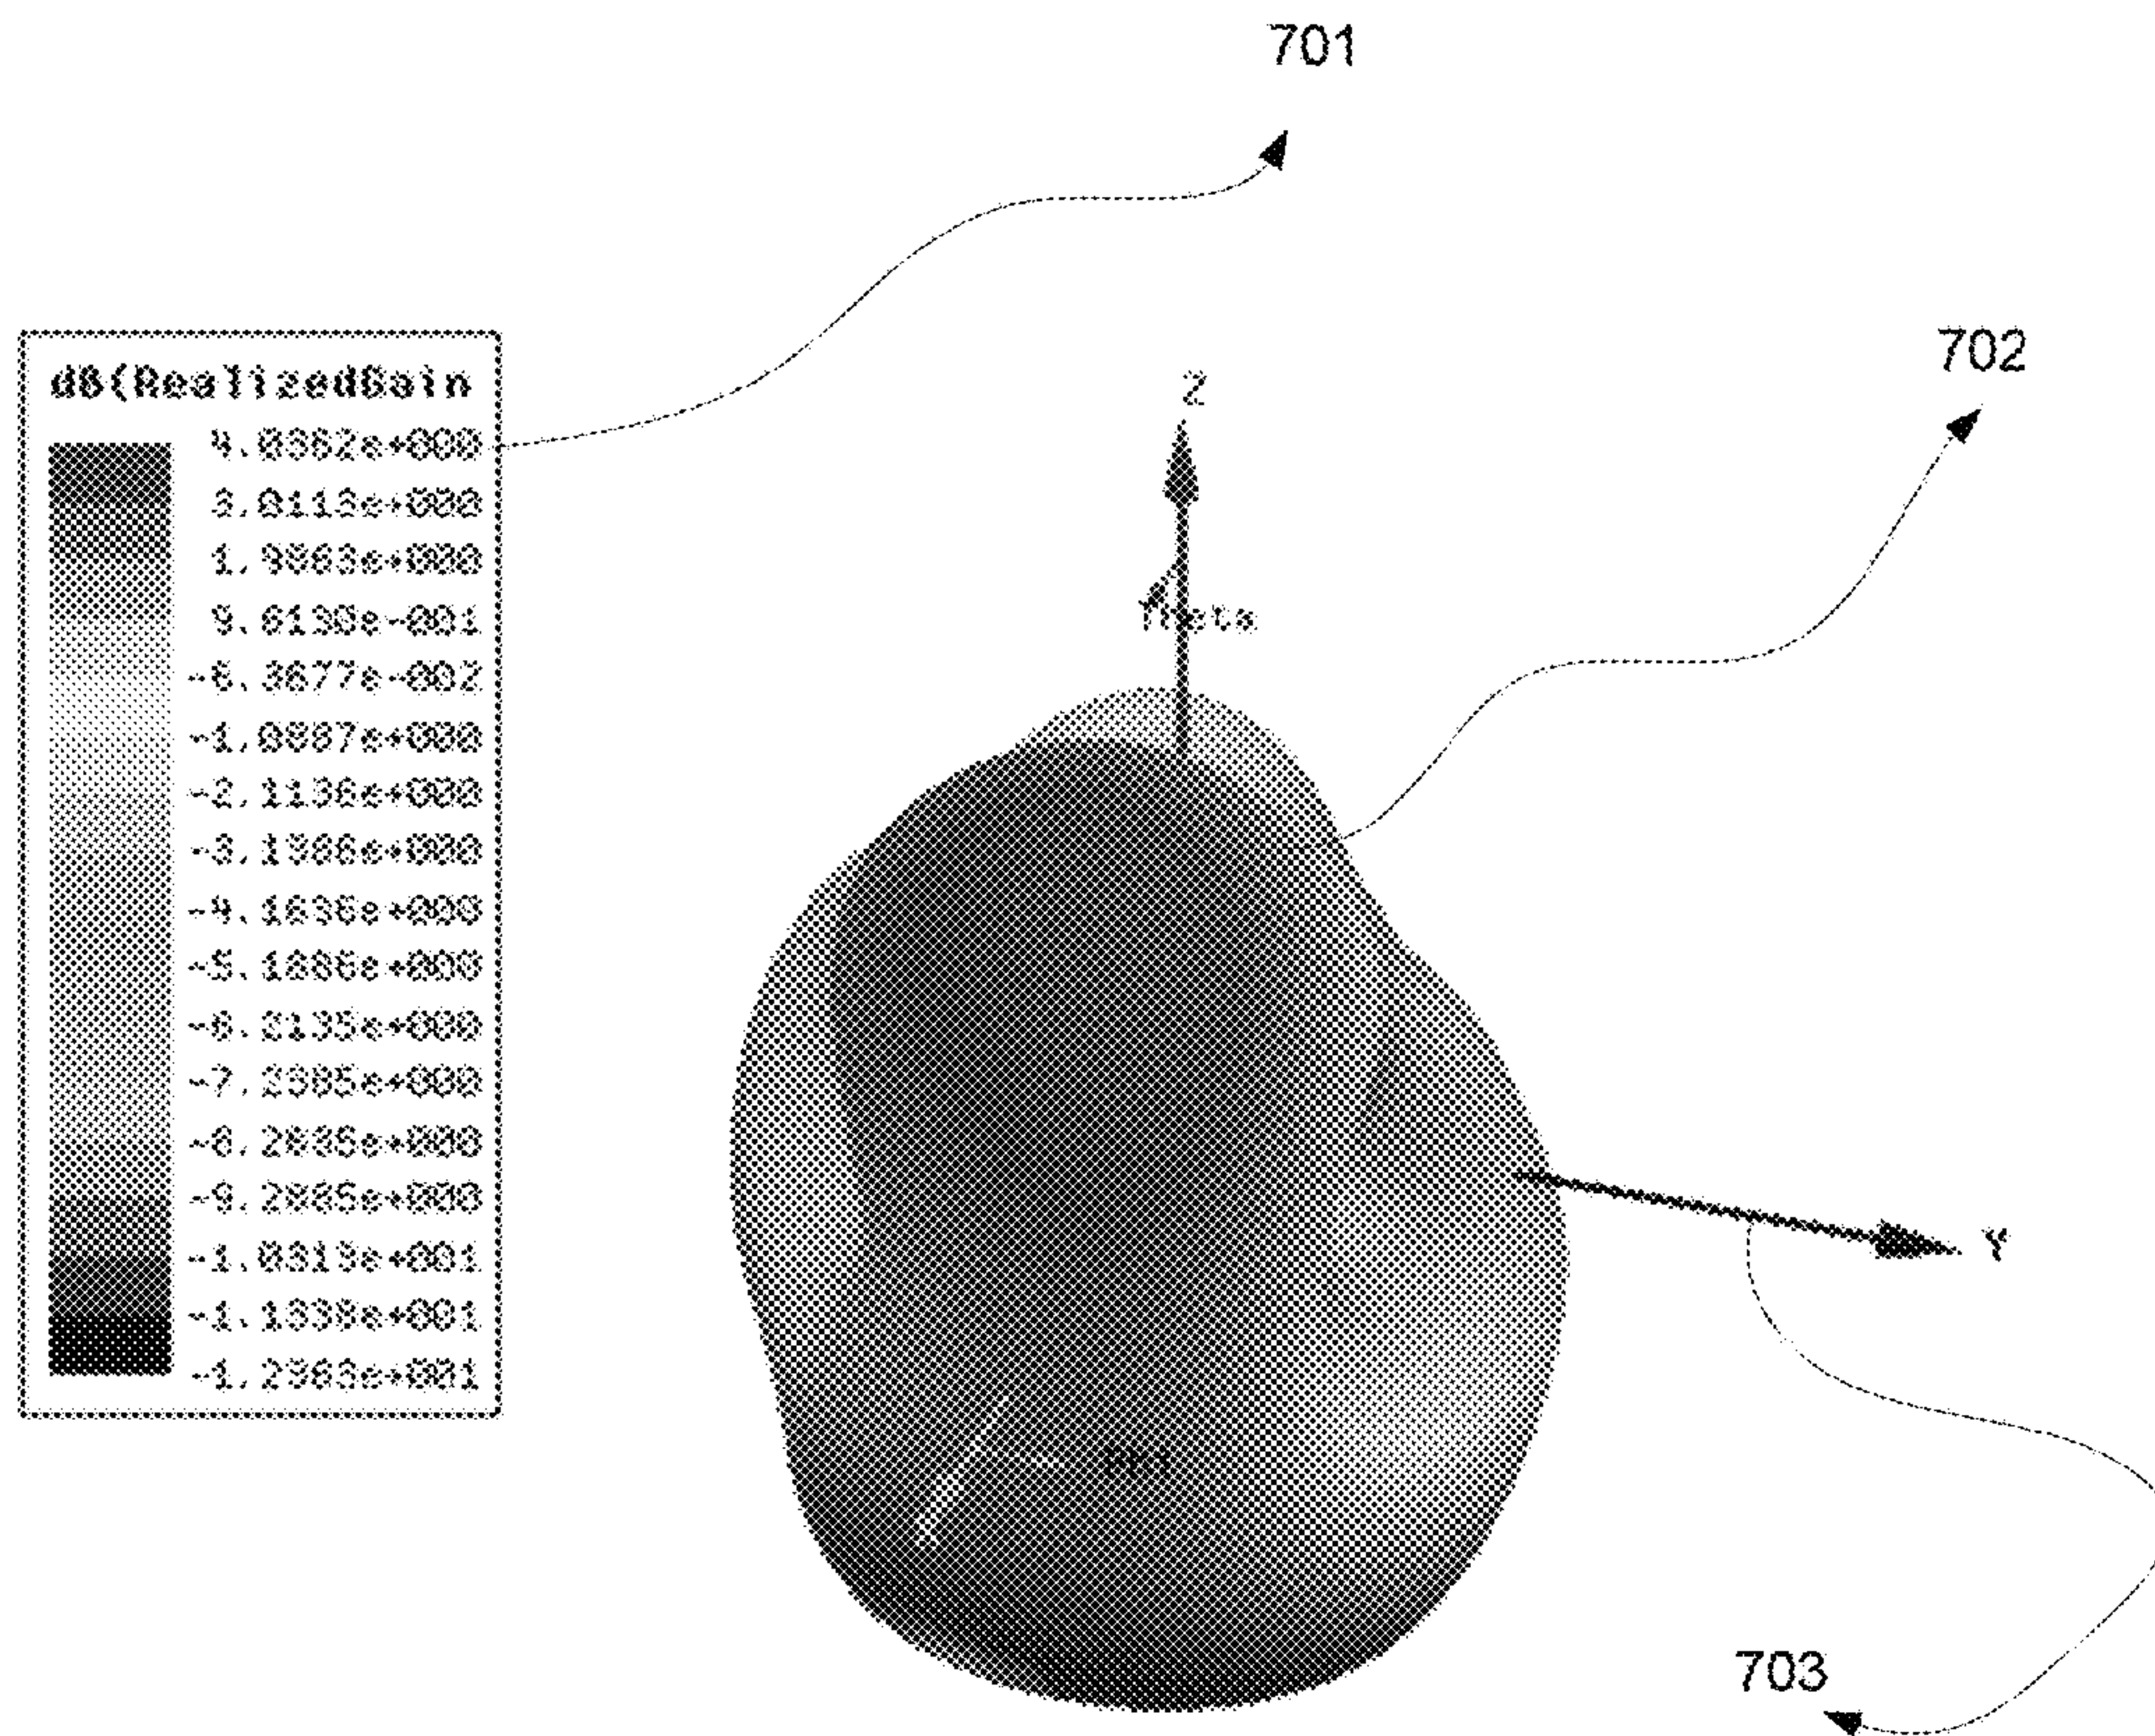 701
702
dB(RealizedGain
4.0362e+000
3.0113e+000
1.9863e+000
9.6130e-001
-6.3677e-002
-1.0887e+000
-2.1136e+000
-3.1386e+000
-4.1636e+000
-5.1886e+000
-6.2135e+000
-7.2385e+000
-8.2635e+000
-9.2885e+000
-1.0313e+001
-1.1338e+001
-1.2363e+001
Z
Theta
Y
Phi
703